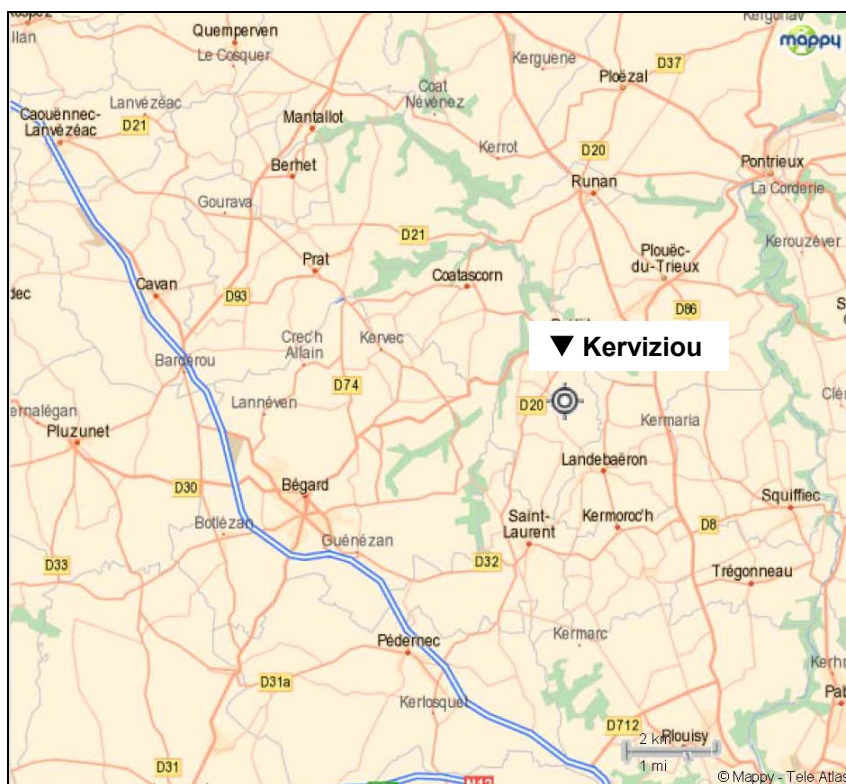 Quemperven
Le Cosquer
Kerguene
D37
mappy
Ploëzal
Lanvézéac
Coat
Névénez
Caouënnec-
Lanvézéac
D21
Mantallot
Kerrot
D20
Berhet
Runan
Pontrieux
La Corderie
Gourava
D21
Prat
Plouëc-
du-Trieux
Kerouzéver
Cavan
D93
Coatascorn
D86
Crec'h
Allain
Kervec
▼ Kerviziou
Bardérou
D74
Lannéven
D20
Kermaria
Pluzunet
Landebaëron
D30
Bégard
Squiffiec
Botlézan
Saint-
Laurent
Kermoroc'h
D8
Guénézan
D33
D32
Trégonneau
Kermarc
Pédernec
D31a
Kerlosquet
D712
Plouisy
2 km
1 mi
D31
© Mappy - Tele Atlas